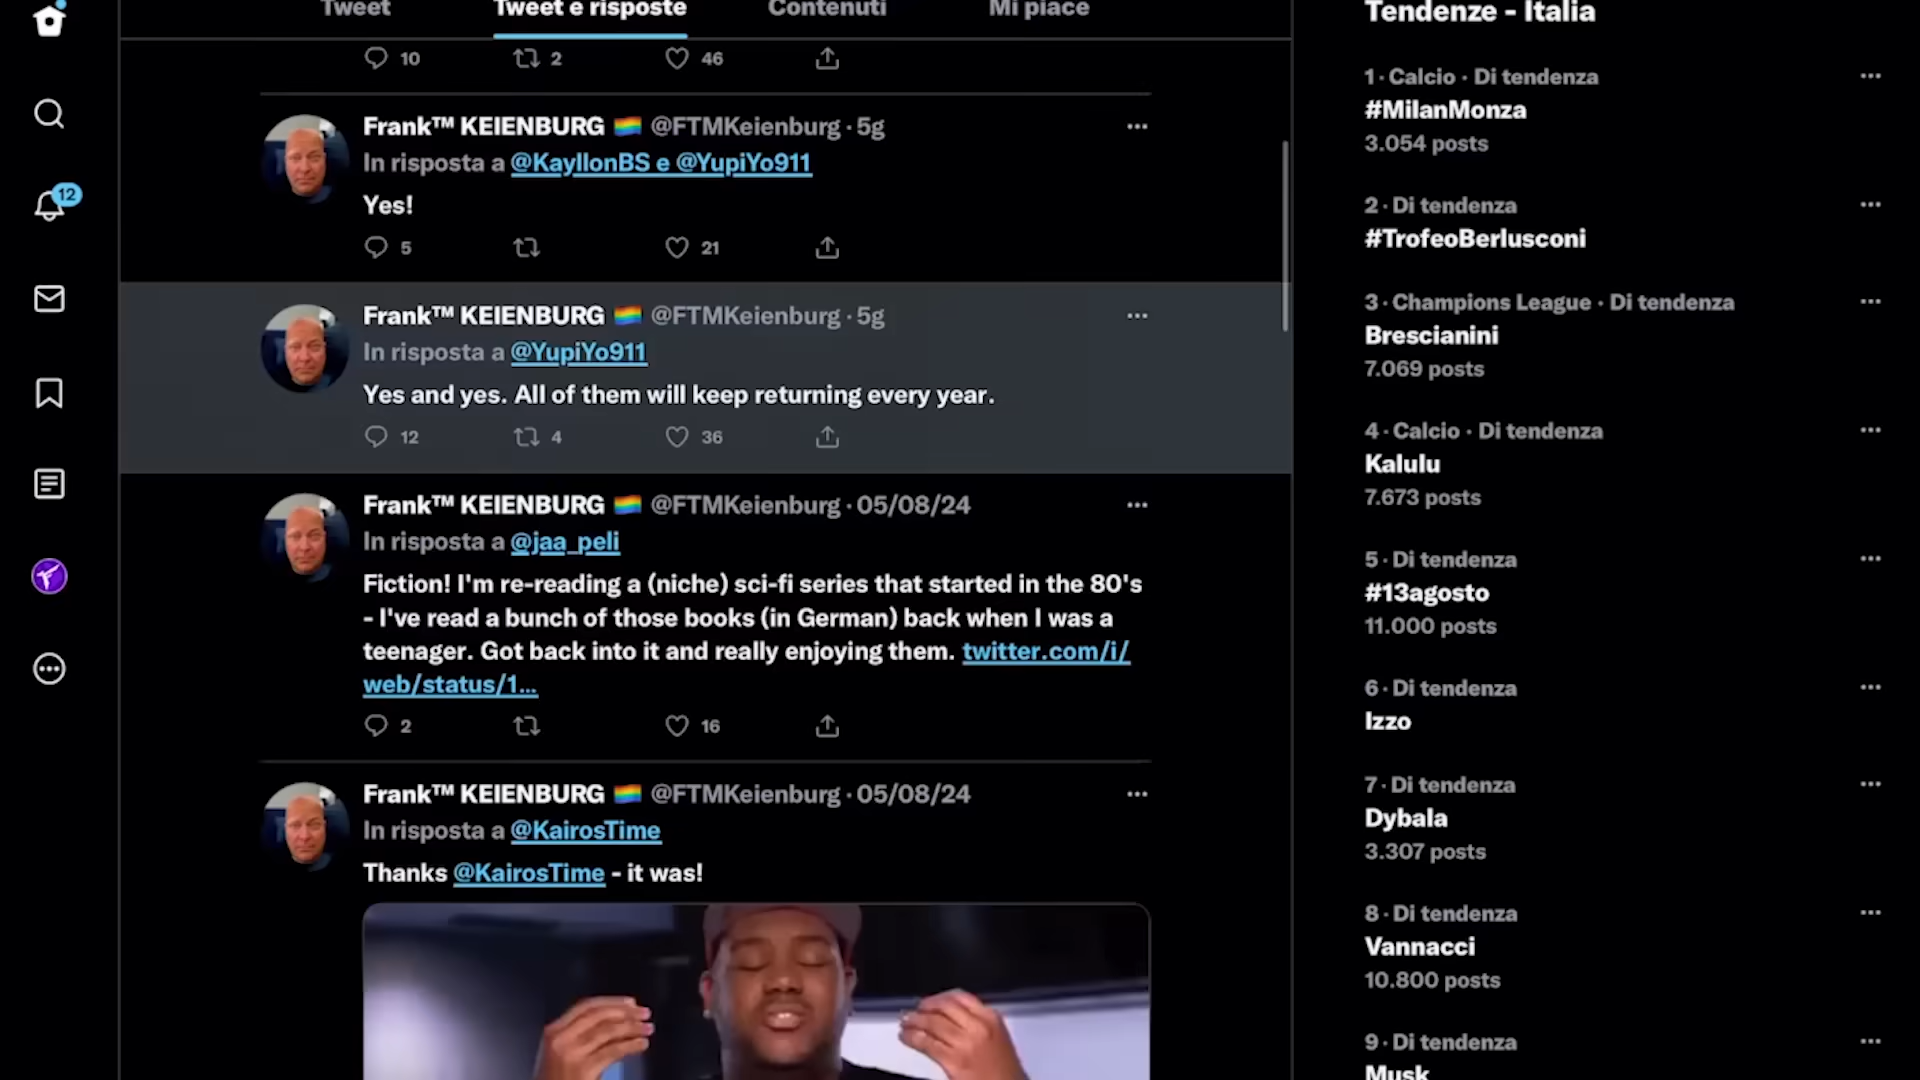 Tweet
Tweet e risposte
Contenuti
Mi piace
10
2
46
Frank™ KEIENBURG 🏳️‍🌈 @FTMKeienburg · 5g
In risposta a @KayllonBS e @YupiYo911
Yes!
5
21
12
Frank™ KEIENBURG 🏳️‍🌈 @FTMKeienburg · 5g
In risposta a @YupiYo911
Yes and yes. All of them will keep returning every year.
12
4
36
Frank™ KEIENBURG 🏳️‍🌈 @FTMKeienburg · 05/08/24
In risposta a @jaa_peli
Fiction! I'm re-reading a (niche) sci-fi series that started in the 80's
- I've read a bunch of those books (in German) back when I was a
teenager. Got back into it and really enjoying them. twitter.com/i/
web/status/1...
2
16
Frank™ KEIENBURG 🏳️‍🌈 @FTMKeienburg · 05/08/24
In risposta a @KairosTime
Thanks @KairosTime - it was!
Tendenze - Italia
1 · Calcio · Di tendenza
#MilanMonza
3.054 posts
2 · Di tendenza
#TrofeoBerlusconi
3 · Champions League · Di tendenza
Brescianini
7.069 posts
4 · Calcio · Di tendenza
Kalulu
7.673 posts
5 · Di tendenza
#13agosto
11.000 posts
6 · Di tendenza
Izzo
7 · Di tendenza
Dybala
3.307 posts
8 · Di tendenza
Vannacci
10.800 posts
9 · Di tendenza
Musk